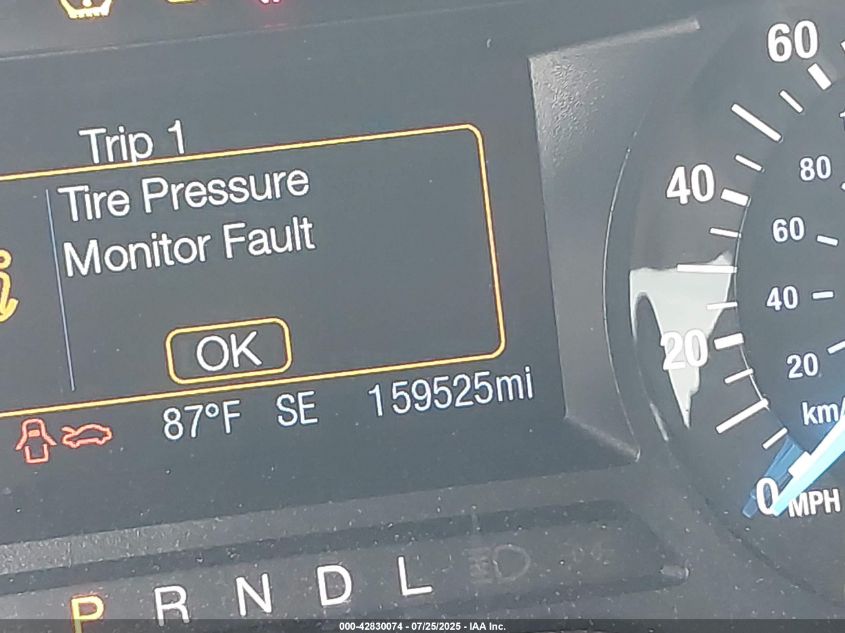 60
Trip 1
40
80
Tire Pressure
Monitor Fault
60
40
OK
20
20
87°F SE 159525mi
km/
0 MPH
P R N D L
000-42830074 - 07/25/2025 - IAA Inc.